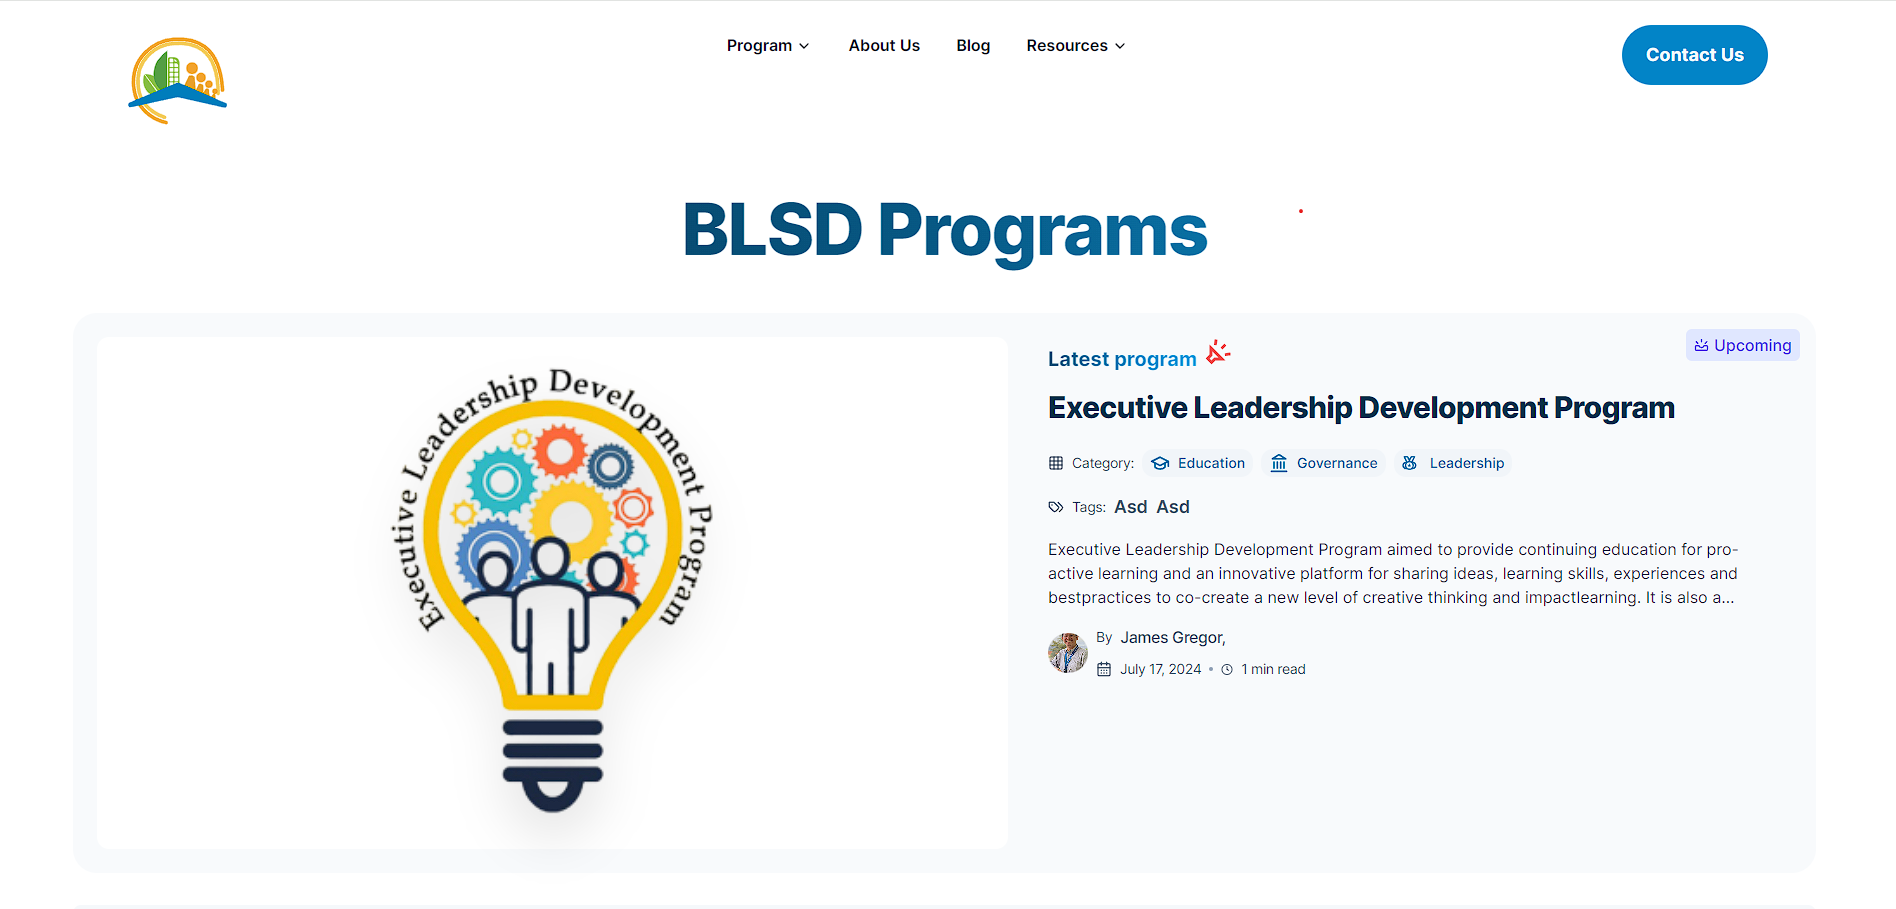 Program
About Us
Blog
Resources
Contact Us
BLSD Programs
Executive Leadership Development Program
Latest program
Upcoming
Executive Leadership Development Program
Category: Education Governance Leadership
Tags: Asd Asd
Executive Leadership Development Program aimed to provide continuing education for pro-
active learning and an innovative platform for sharing ideas, learning skills, experiences and
bestpractices to co-create a new level of creative thinking and impactlearning. It is also a...
By James Gregor,
July 17, 2024 • 1 min read